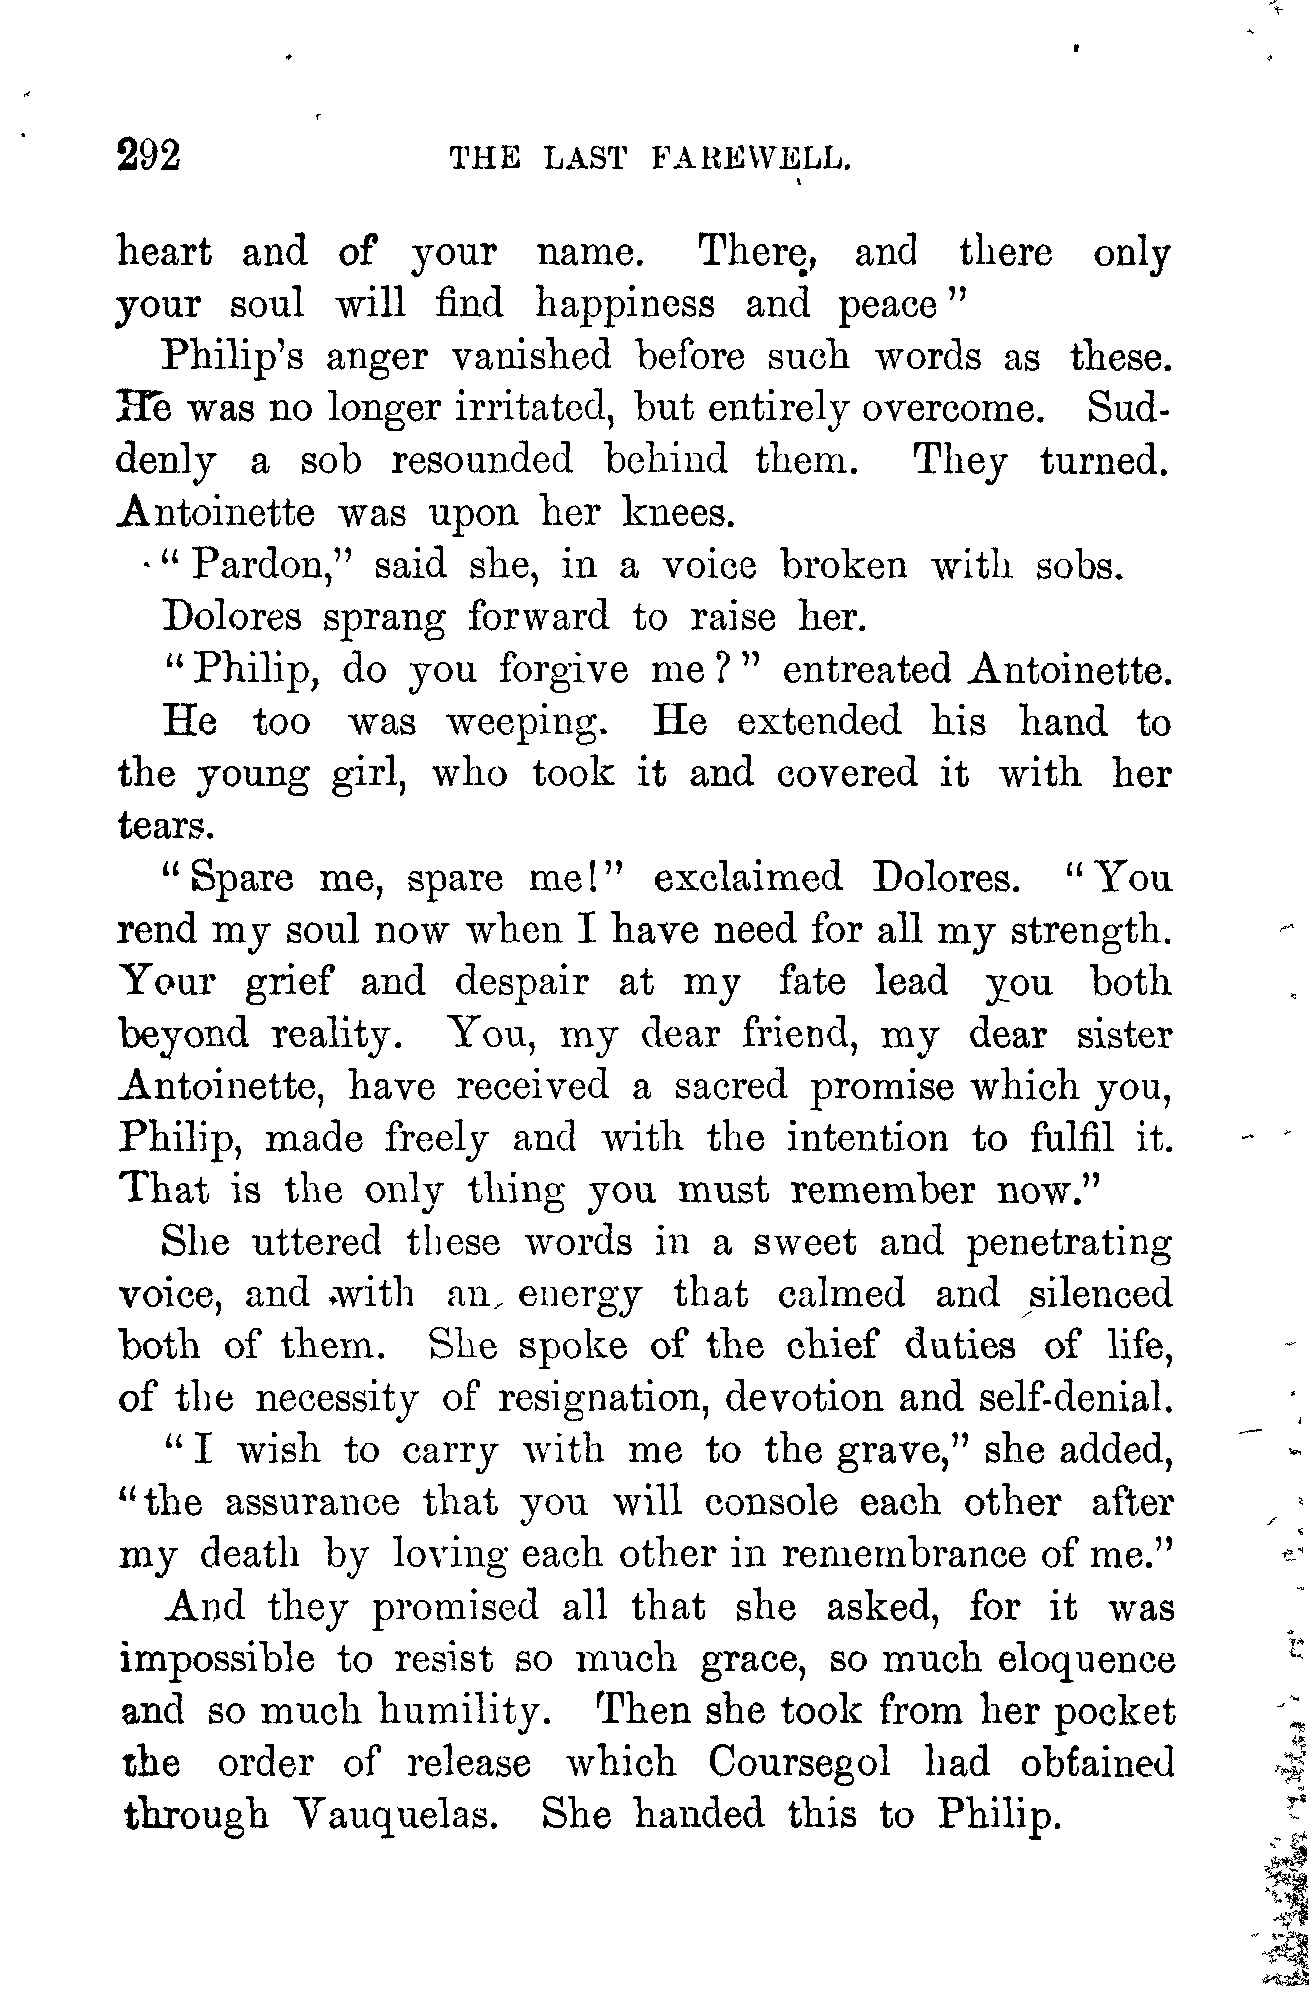 292 THE LAST FAREWELL.
heart and of your name. There, and there only
your soul will find happiness and peace"
Philip's anger vanished before such words as these.
He was no longer irritated, but entirely overcome. Sud-
denly a sob resounded behind them. They turned.
Antoinette was upon her knees.
"Pardon," said she, in a voice broken with sobs.
Dolores sprang forward to raise her.
"Philip, do you forgive me?" entreated Antoinette.
He too was weeping. He extended his hand to
the young girl, who took it and covered it with her
tears.
"Spare me, spare me!" exclaimed Dolores. "You
rend my soul now when I have need for all my strength.
Your grief and despair at my fate lead you both
beyond reality. You, my dear friend, my dear sister
Antoinette, have received a sacred promise which you,
Philip, made freely and with the intention to fulfil it.
That is the only thing you must remember now."
She uttered these words in a sweet and penetrating
voice, and with an energy that calmed and silenced
both of them. She spoke of the chief duties of life,
of the necessity of resignation, devotion and self-denial.
"I wish to carry with me to the grave," she added,
"the assurance that you will console each other after
my death by loving each other in remembrance of me."
And they promised all that she asked, for it was
impossible to resist so much grace, so much eloquence
and so much humility. Then she took from her pocket
the order of release which Coursegol had obtained
through Vauquelas. She handed this to Philip.